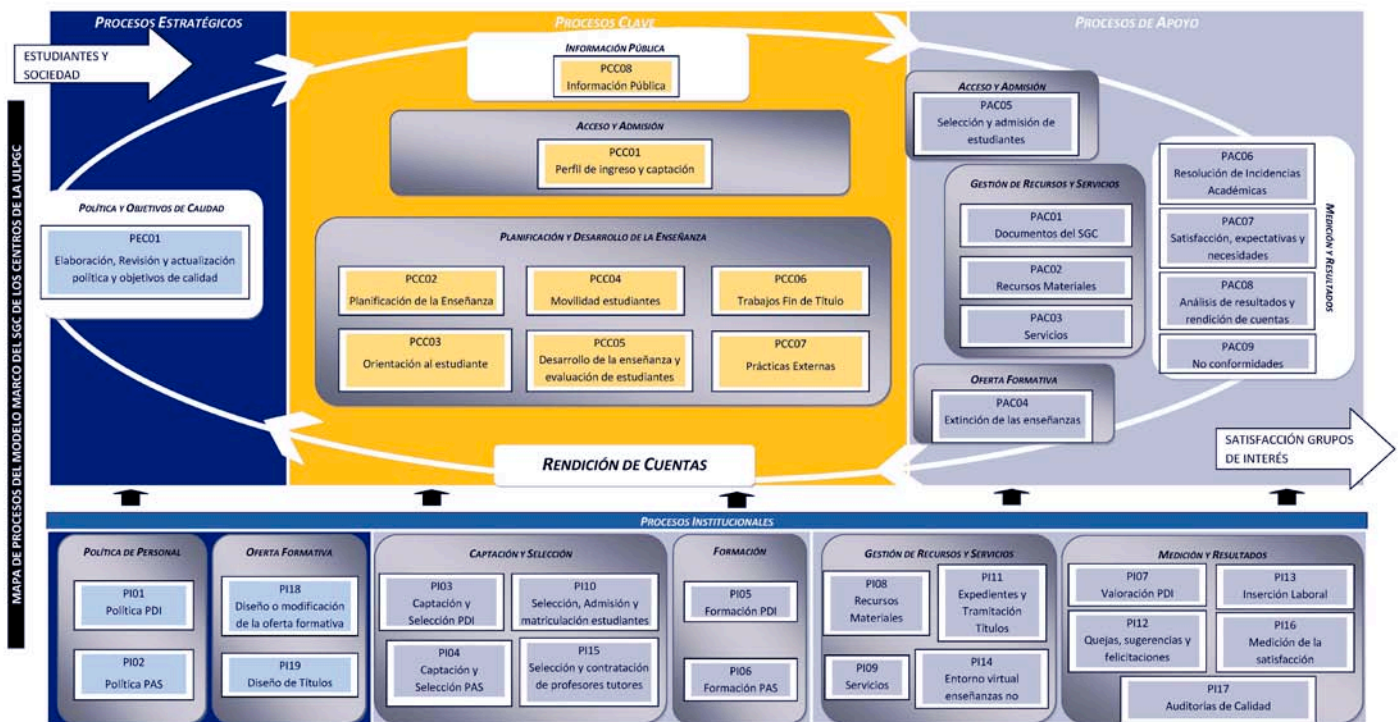 MAPA DE PROCESOS DEL MODELO MARCO DEL SGC DE LOS CENTROS DE LA ULPGC
PROCESOS ESTRATÉGICOS
ESTUDIANTES Y
SOCIEDAD
POLÍTICA Y OBJETIVOS DE CALIDAD
PEC01
Elaboración, Revisión y actualización
política y objetivos de calidad
PROCESOS CLAVE
INFORMACIÓN PÚBLICA
PCC08
Información Pública
ACCESO Y ADMISIÓN
PCC01
Perfil de ingreso y captación
PLANIFICACIÓN Y DESARROLLO DE LA ENSEÑANZA
PCC02
Planificación de la Enseñanza
PCC04
Movilidad estudiantes
PCC06
Trabajos Fin de Título
PCC03
Orientación al estudiante
PCC05
Desarrollo de la enseñanza y
evaluación de estudiantes
PCC07
Prácticas Externas
RENDICIÓN DE CUENTAS
PROCESOS DE APOYO
ACCESO Y ADMISIÓN
PAC05
Selección y admisión de
estudiantes
GESTIÓN DE RECURSOS Y SERVICIOS
PAC01
Documentos del SGC
PAC02
Recursos Materiales
PAC03
Servicios
OFERTA FORMATIVA
PAC04
Extinción de las enseñanzas
PAC06
Resolución de Incidencias
Académicas
PAC07
Satisfacción, expectativas y
necesidades
PAC08
Análisis de resultados y
rendición de cuentas
PAC09
No conformidades
MEDICIÓN Y RESULTADOS
SATISFACCIÓN GRUPOS
DE INTERÉS
PROCESOS INSTITUCIONALES
POLÍTICA DE PERSONAL
PI01
Política PDI
PI02
Política PAS
OFERTA FORMATIVA
PI18
Diseño o modificación
de la oferta formativa
PI19
Diseño de Títulos
CAPTACIÓN Y SELECCIÓN
PI03
Captación y
Selección PDI
PI10
Selección, Admisión y
matriculación estudiantes
PI04
Captación y
Selección PAS
PI15
Selección y contratación
de profesores tutores
FORMACIÓN
PI05
Formación PDI
PI06
Formación PAS
GESTIÓN DE RECURSOS Y SERVICIOS
PI08
Recursos
Materiales
PI11
Expedientes y
Tramitación
Títulos
PI09
Servicios
PI14
Entorno virtual
enseñanzas no
MEDICIÓN Y RESULTADOS
PI07
Valoración PDI
PI13
Inserción Laboral
PI12
Quejas, sugerencias y
felicitaciones
PI16
Medición de la
satisfacción
PI17
Auditorías de Calidad